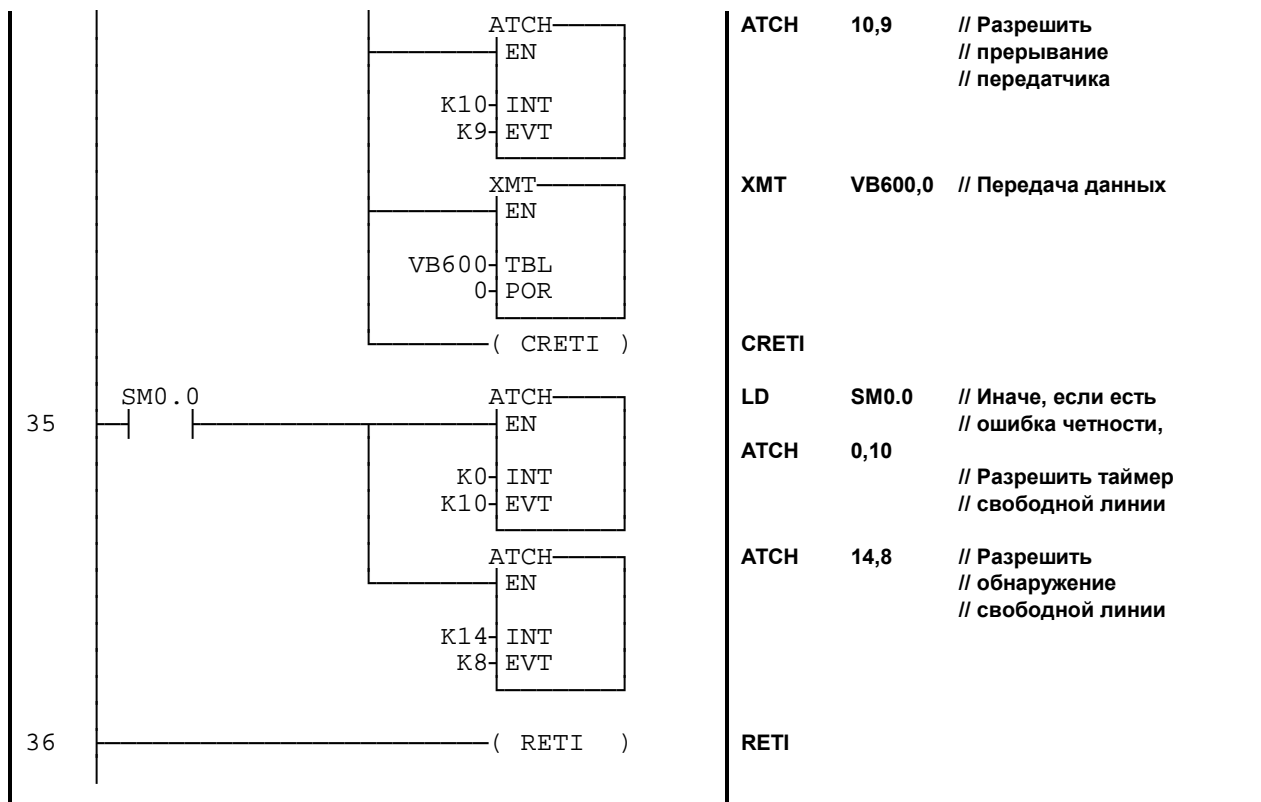 ATCH ATCH 10,9 // Разрешить
EN // прерывание
// передатчика
K10 INT
K9 EVT
XMT XMT VB600,0 // Передача данных
EN
VB600 TBL
0 POR
( CRETI ) CRETI
SM0.0 ATCH LD SM0.0 // Иначе, если есть
35 EN // ошибка четности,
ATCH 0,10
K0 INT // Разрешить таймер
K10 EVT // свободной линии
ATCH ATCH 14,8 // Разрешить
EN // обнаружение
// свободной линии
K14 INT
K8 EVT
36 ( RETI ) RETI